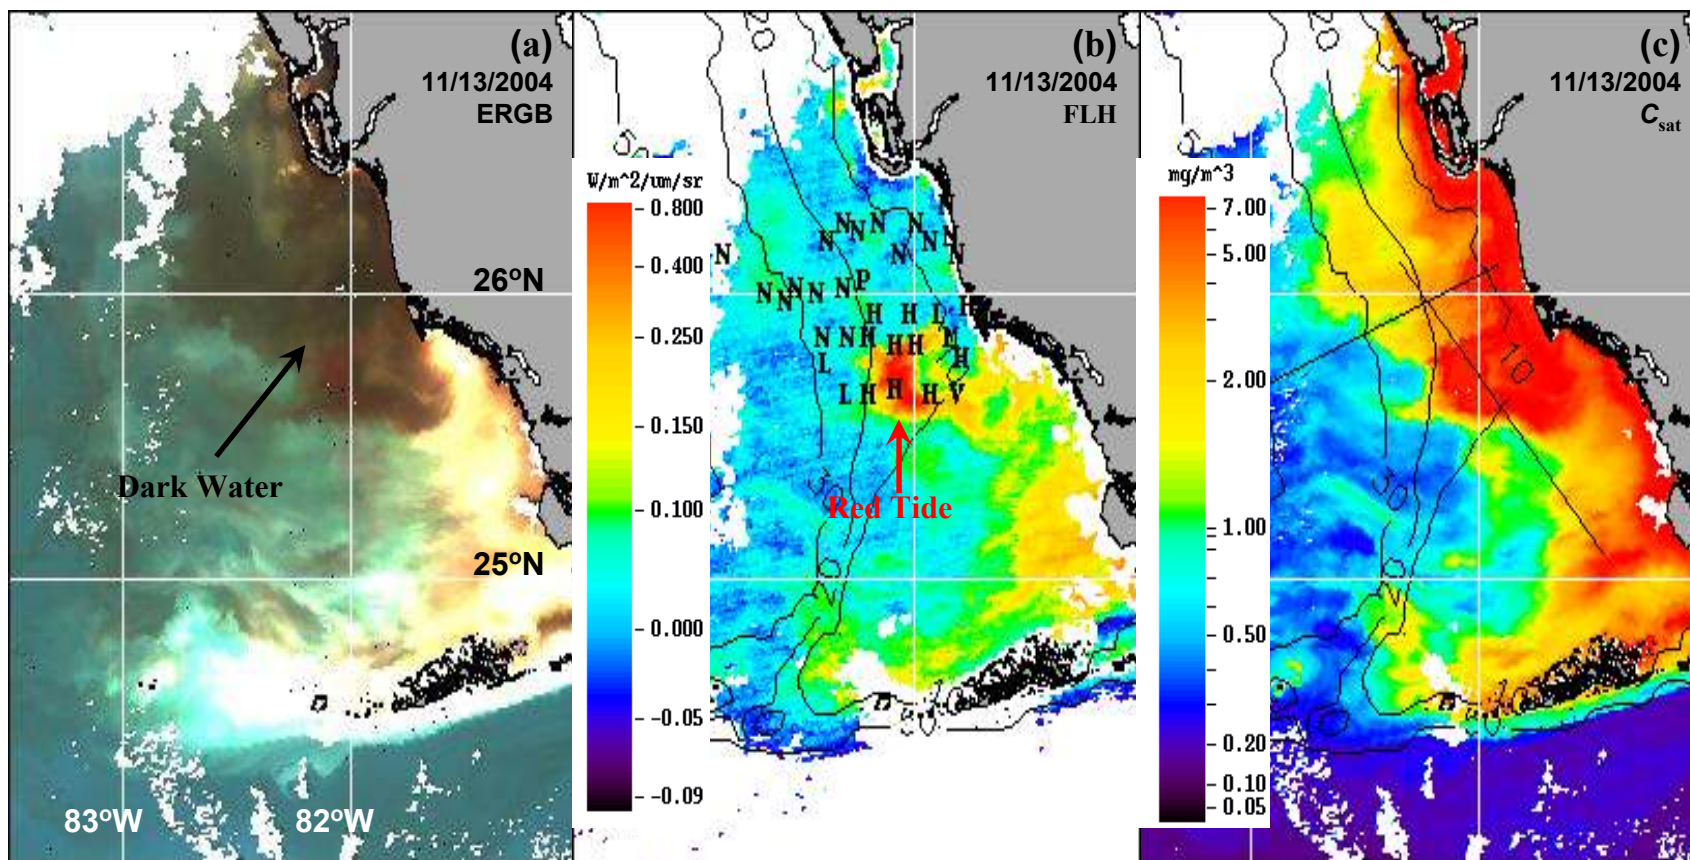 (a)
11/13/2004
ERGB
26°N
Dark Water
25°N
83°W
82°W
(b)
11/13/2004
FLH
W/m^2/um/sr
0.800
0.400
0.250
0.150
0.100
0.050
0.000
-0.05
-0.09
N N N N N N N
N N N N N
N N N N N P
H H L H
N N H H H N
L H
L H H H V
30
Red Tide
(c)
11/13/2004
Csat
mg/m^3
7.00
5.00
2.00
1.00
0.50
0.20
0.10
0.05
10
30